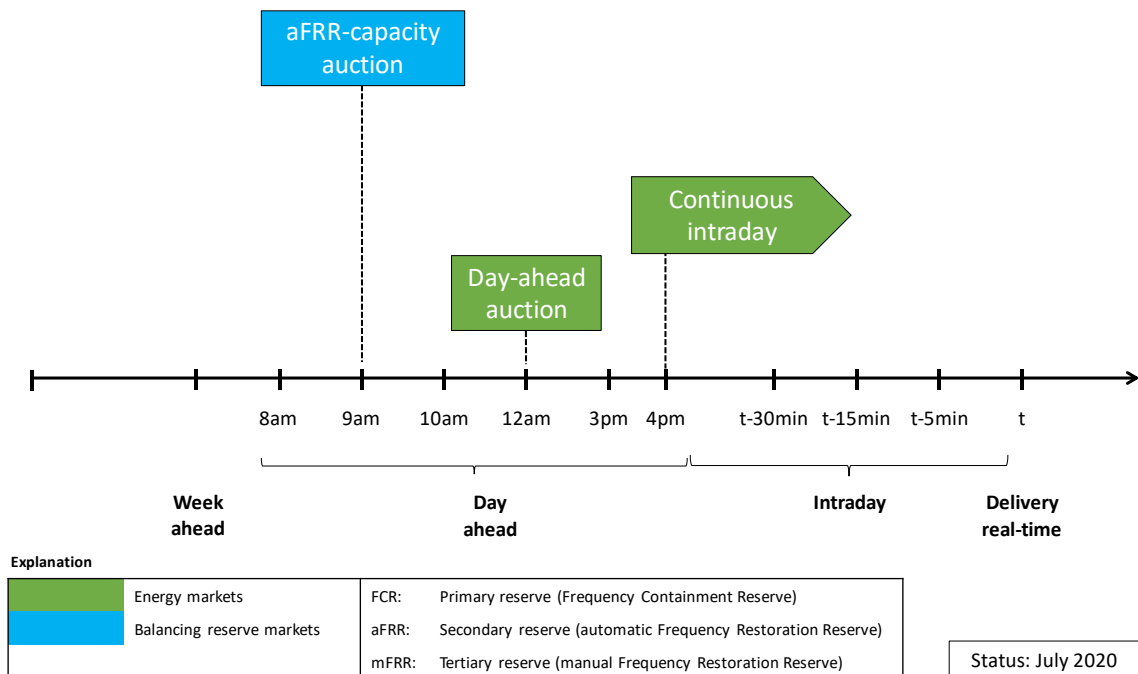 aFRR-capacity
auction
Continuous
intraday
Day-ahead
auction
8am 9am 10am 12am 3pm 4pm t-30min t-15min t-5min t
Week
ahead
Day
ahead
Intraday
Delivery
real-time
Explanation
Energy markets
Balancing reserve markets
FCR: Primary reserve (Frequency Containment Reserve)
aFRR: Secondary reserve (automatic Frequency Restoration Reserve)
mFRR: Tertiary reserve (manual Frequency Restoration Reserve)
Status: July 2020